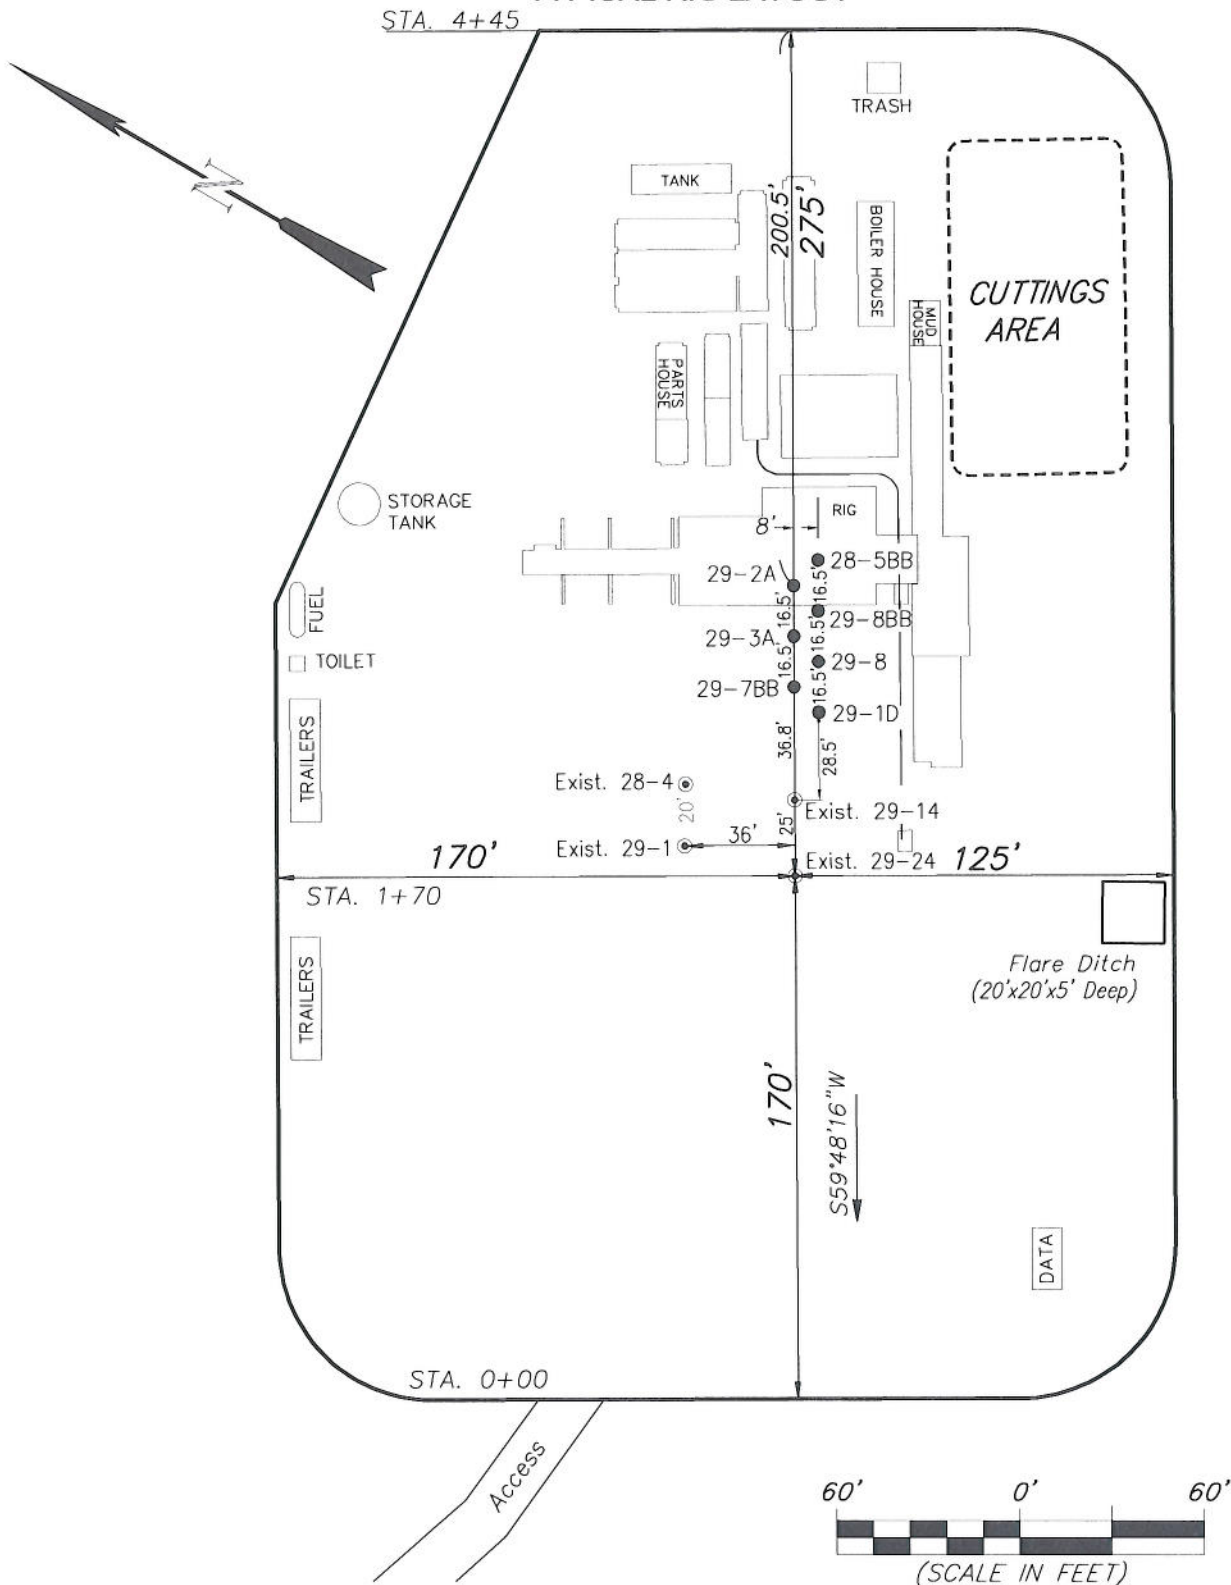 STA. 4+45
TRASH
TANK
200.5'
275'
BOILER HOUSE
CUTTINGS
AREA
MUD
HOUSE
PARTS
HOUSE
N
STORAGE
TANK
8'
RIG
28-5BB
29-2A
16.5'
16.5'
29-8BB
FUEL
29-3A
16.5'
16.5'
TOILET
29-8
29-7BB
16.5'
29-1D
TRAILERS
36.8'
28.5'
Exist. 28-4
20'
Exist. 29-14
25'
36'
Exist. 29-1
Exist. 29-24
170'
125'
STA. 1+70
TRAILERS
Flare Ditch
(20'x20'x5' Deep)
170'
S59°48'16"W
DATA
STA. 0+00
Access
60' 0' 60'
(SCALE IN FEET)